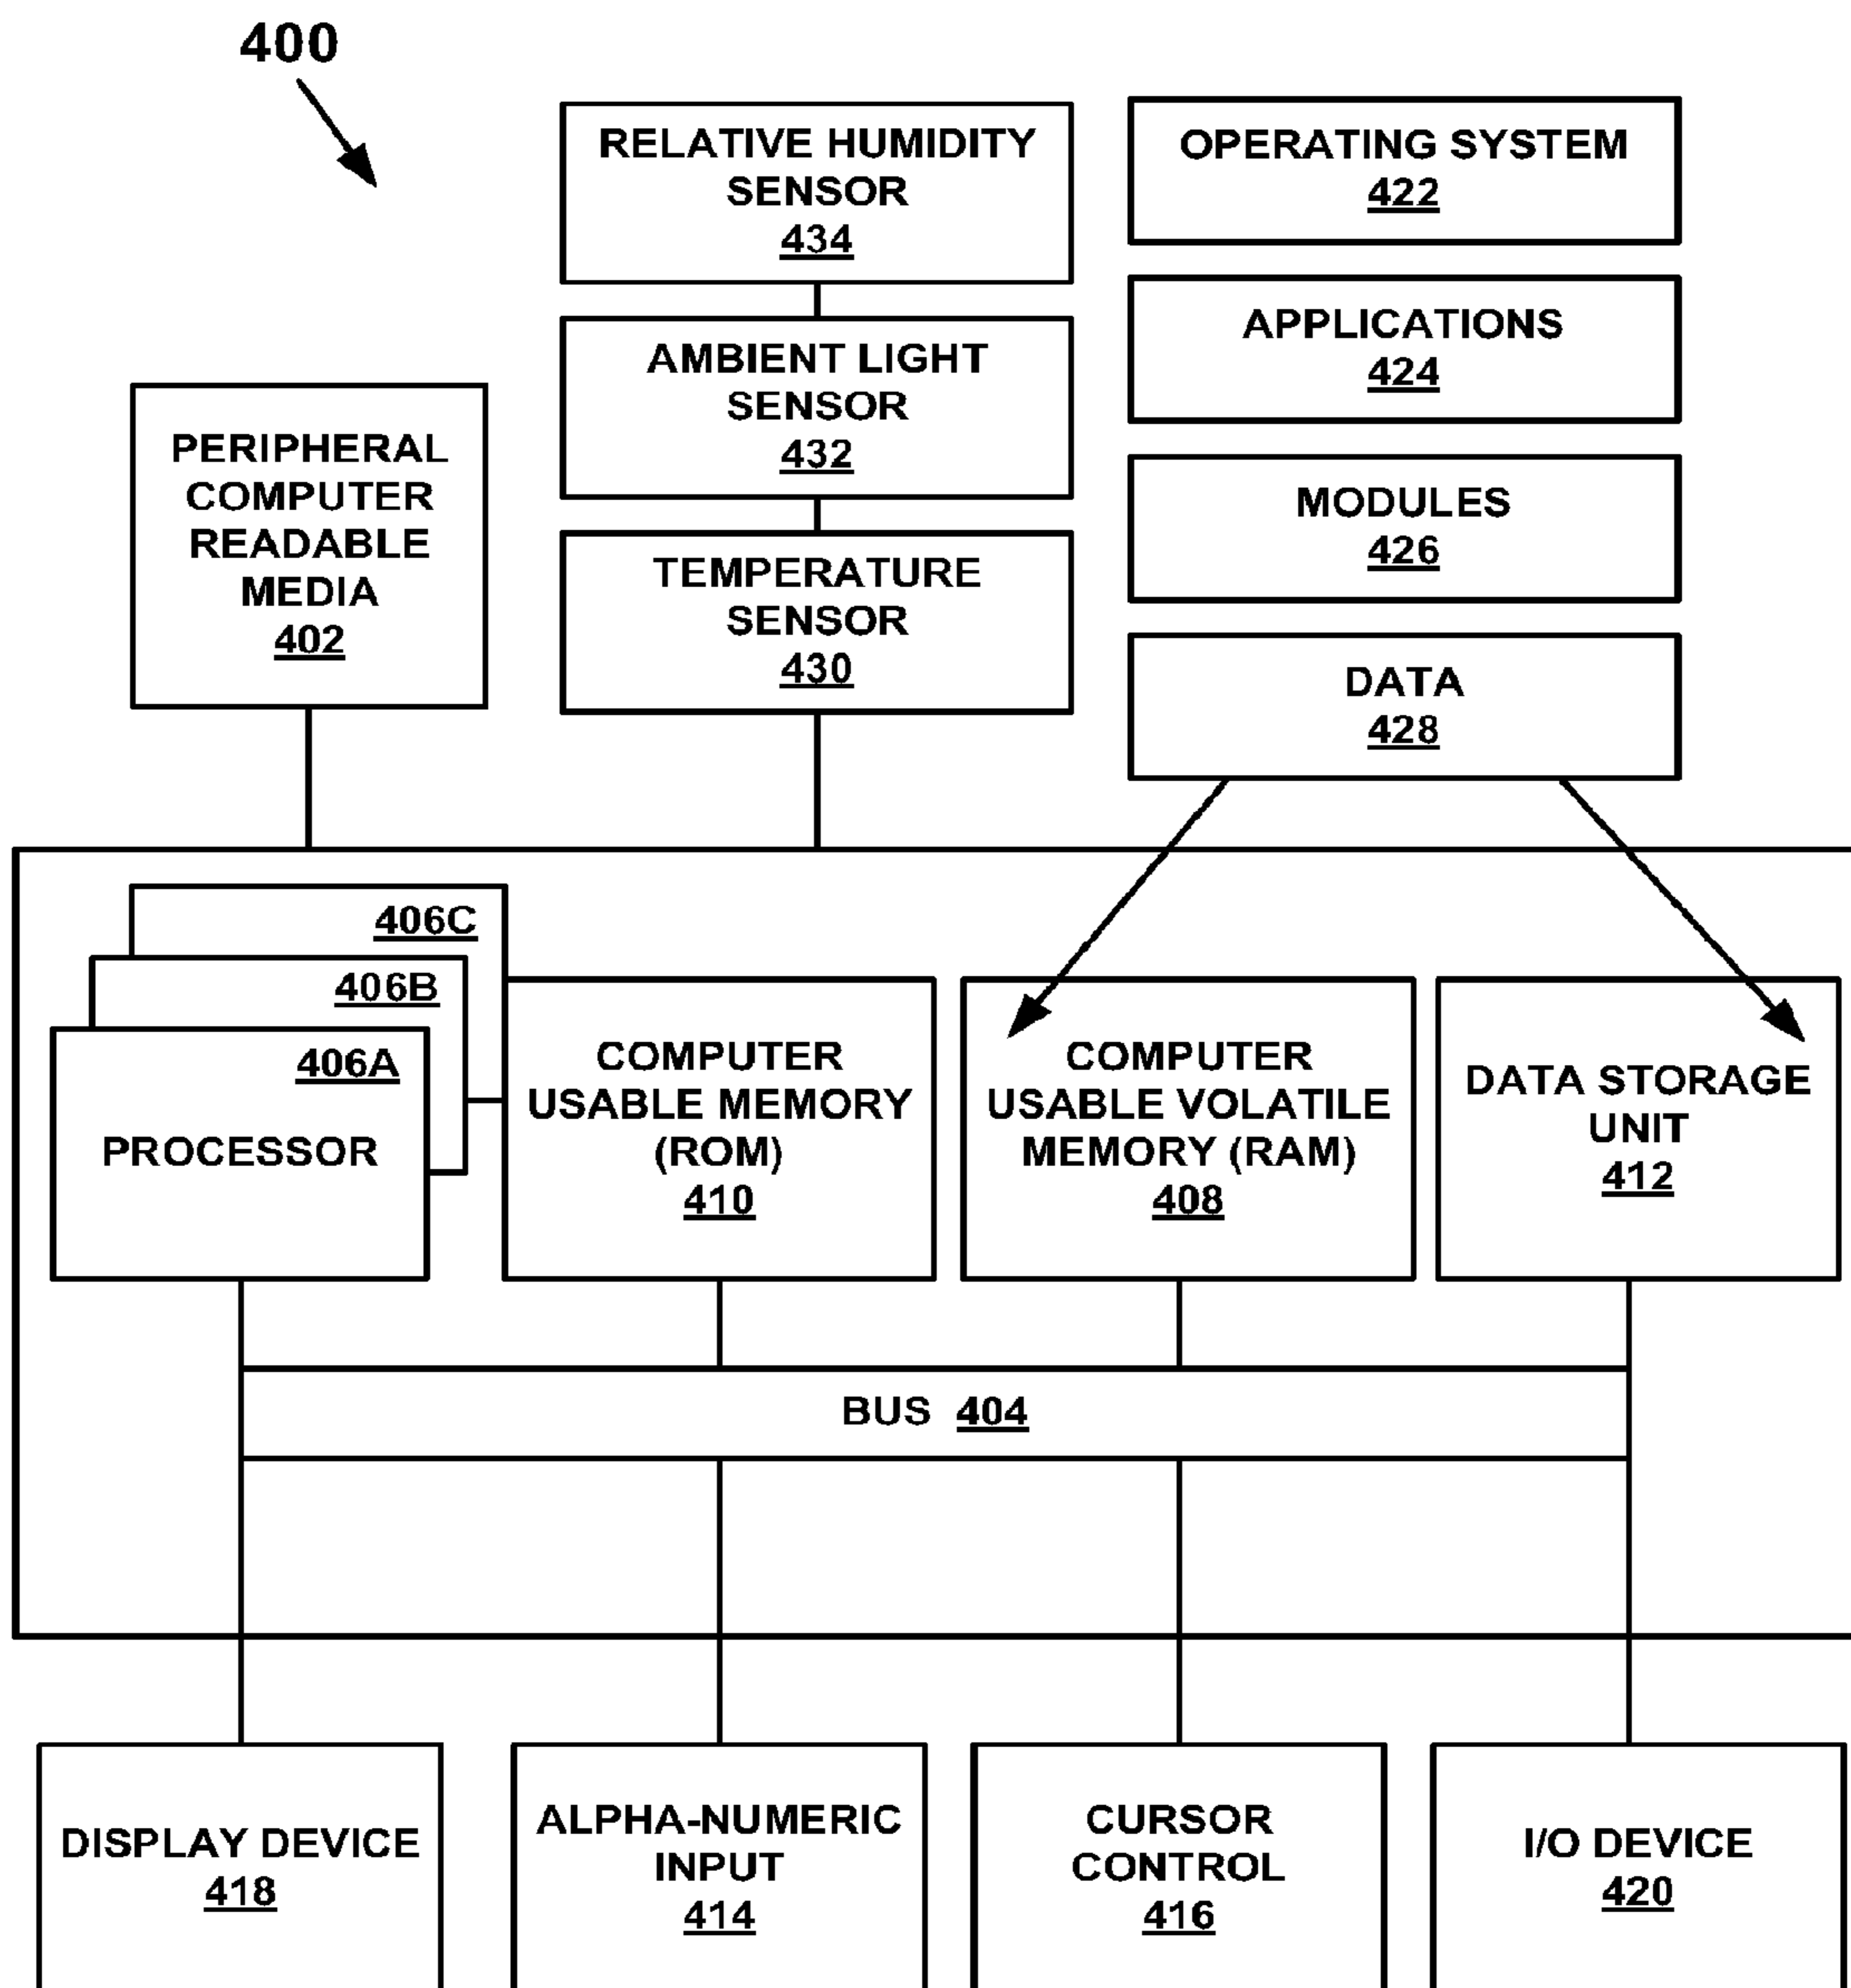 400
RELATIVE HUMIDITY
SENSOR
434
OPERATING SYSTEM
422
APPLICATIONS
424
AMBIENT LIGHT
SENSOR
432
PERIPHERAL
COMPUTER
READABLE
MEDIA
402
MODULES
426
TEMPERATURE
SENSOR
430
DATA
428
406C
406B
406A
PROCESSOR
COMPUTER
USABLE MEMORY
(ROM)
410
COMPUTER
USABLE VOLATILE
MEMORY (RAM)
408
DATA STORAGE
UNIT
412
BUS 404
DISPLAY DEVICE
418
ALPHA-NUMERIC
INPUT
414
CURSOR
CONTROL
416
I/O DEVICE
420